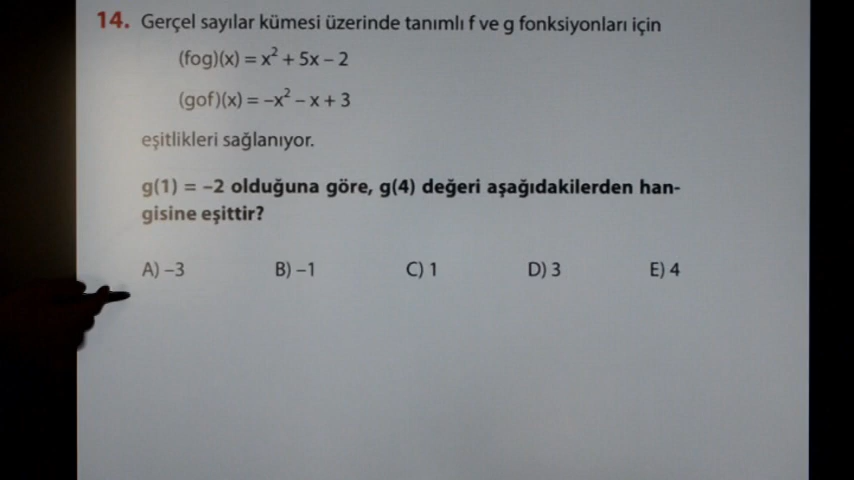 14. Gerçel sayılar kümesi üzerinde tanımlı f ve g fonksiyonları için
(fog)(x) = x² + 5x – 2
(gof)(x) = –x² – x + 3
eşitlikleri sağlanıyor.
g(1) = –2 olduğuna göre, g(4) değeri aşağıdakilerden han-
gisine eşittir?
A) –3 B) –1 C) 1 D) 3 E) 4